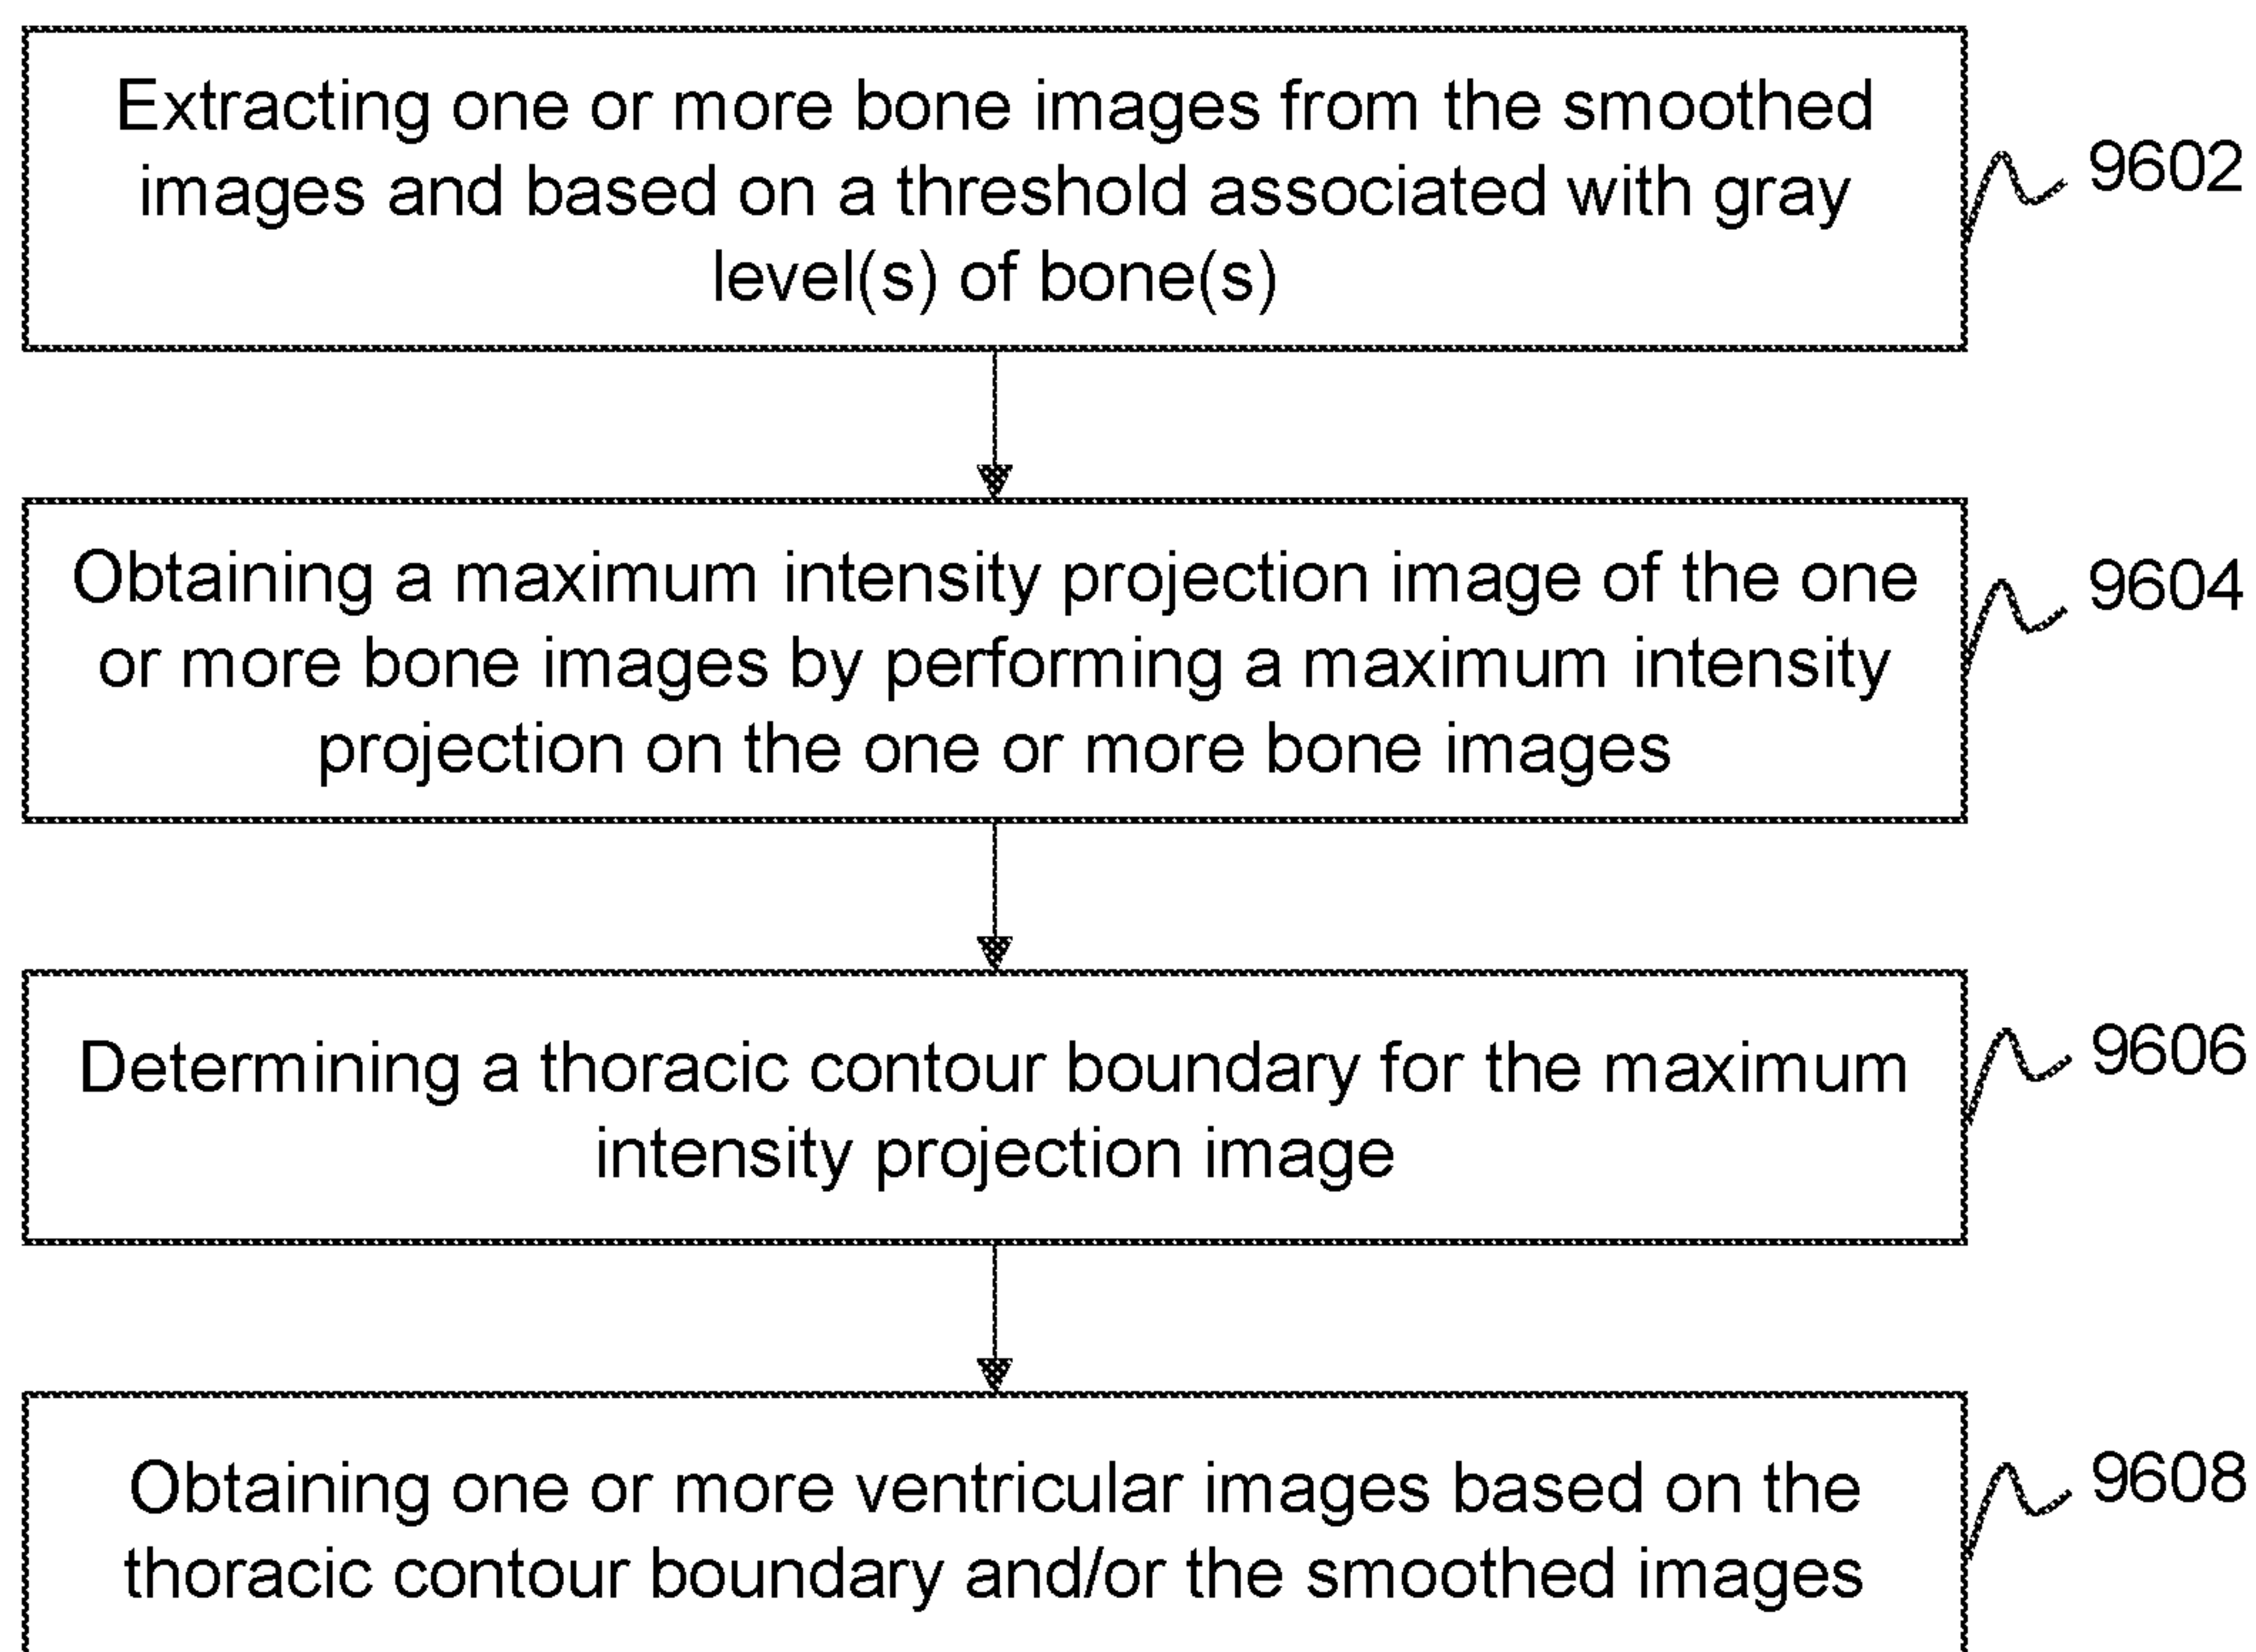 Extracting one or more bone images from the smoothed
images and based on a threshold associated with gray
level(s) of bone(s)
9602
Obtaining a maximum intensity projection image of the one
or more bone images by performing a maximum intensity
projection on the one or more bone images
9604
Determining a thoracic contour boundary for the maximum
intensity projection image
9606
Obtaining one or more ventricular images based on the
thoracic contour boundary and/or the smoothed images
9608